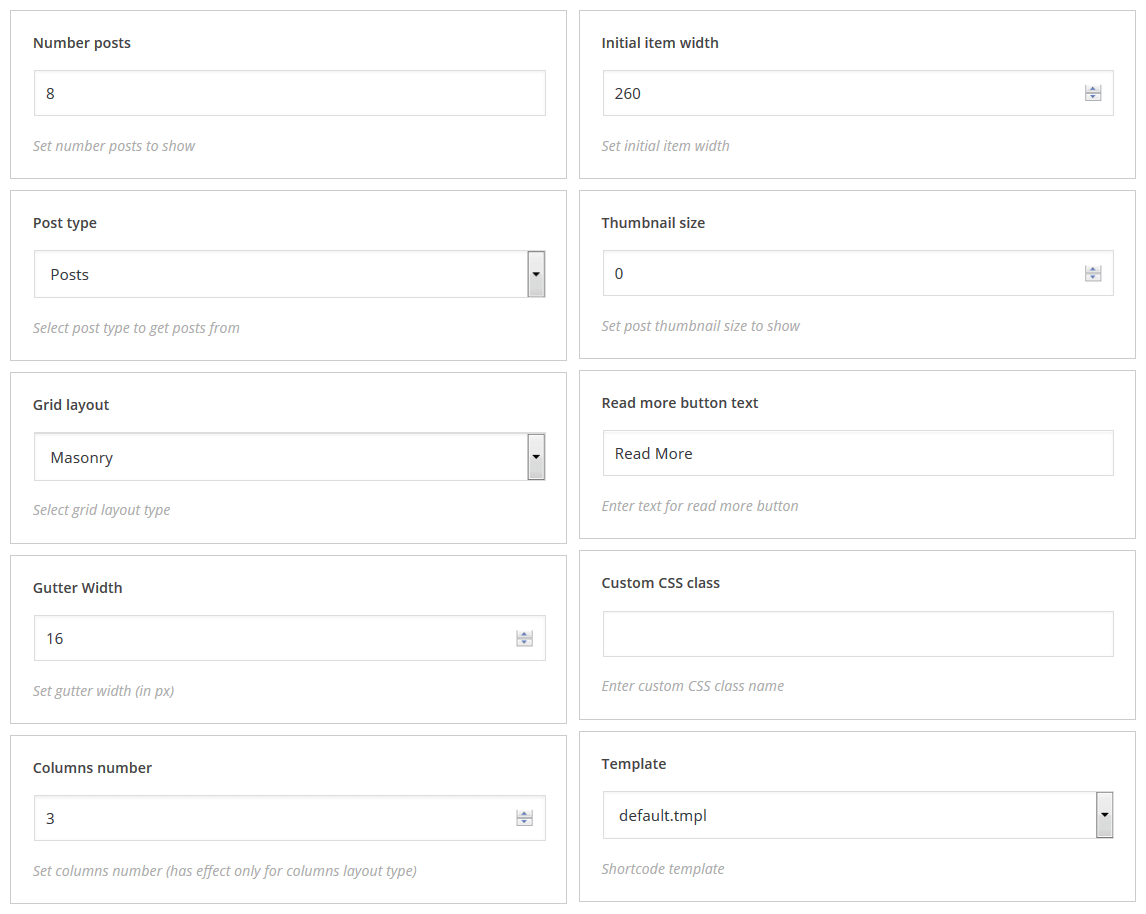 Number posts
8
Set number posts to show
Post type
Posts
Select post type to get posts from
Grid layout
Masonry
Select grid layout type
Gutter Width
16
Set gutter width (in px)
Columns number
3
Set columns number (has effect only for columns layout type)
Initial item width
260
Set initial item width
Thumbnail size
0
Set post thumbnail size to show
Read more button text
Read More
Enter text for read more button
Custom CSS class
Enter custom CSS class name
Template
default.tmpl
Shortcode template